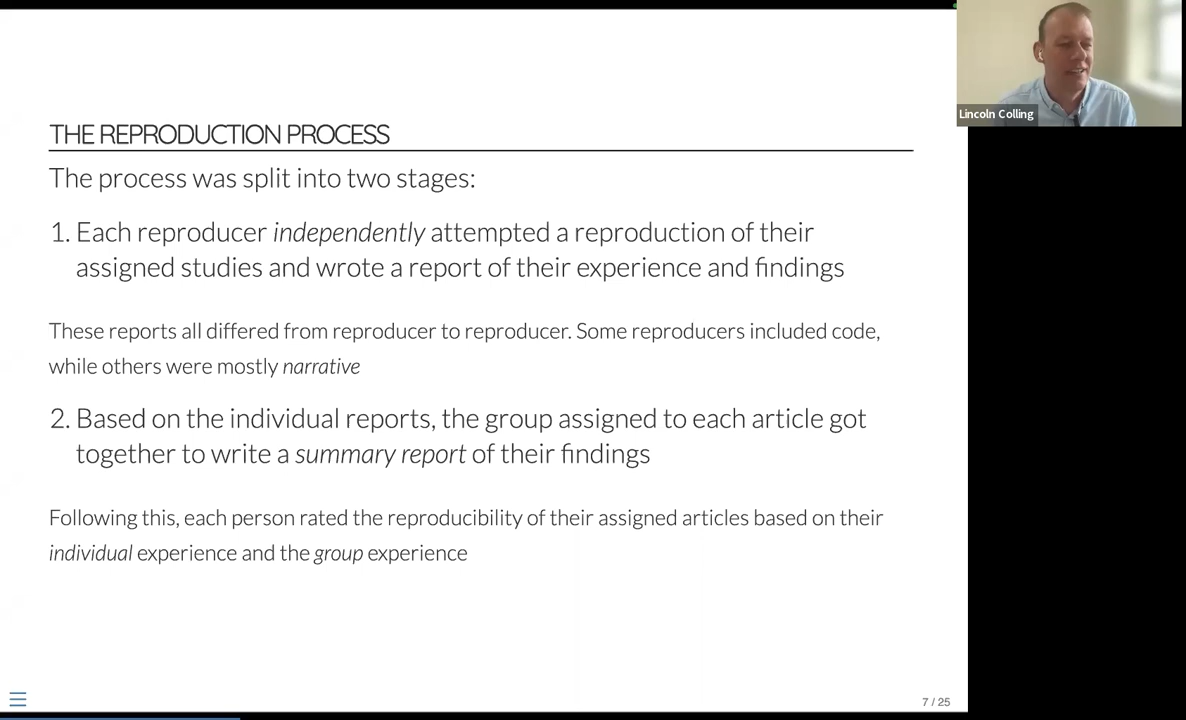 THE REPRODUCTION PROCESS
The process was split into two stages:
1. Each reproducer independently attempted a reproduction of their
assigned studies and wrote a report of their experience and findings
These reports all differed from reproducer to reproducer. Some reproducers included code,
while others were mostly narrative
2. Based on the individual reports, the group assigned to each article got
together to write a summary report of their findings
Following this, each person rated the reproducibility of their assigned articles based on their
individual experience and the group experience
7 / 25
Lincoln Colling